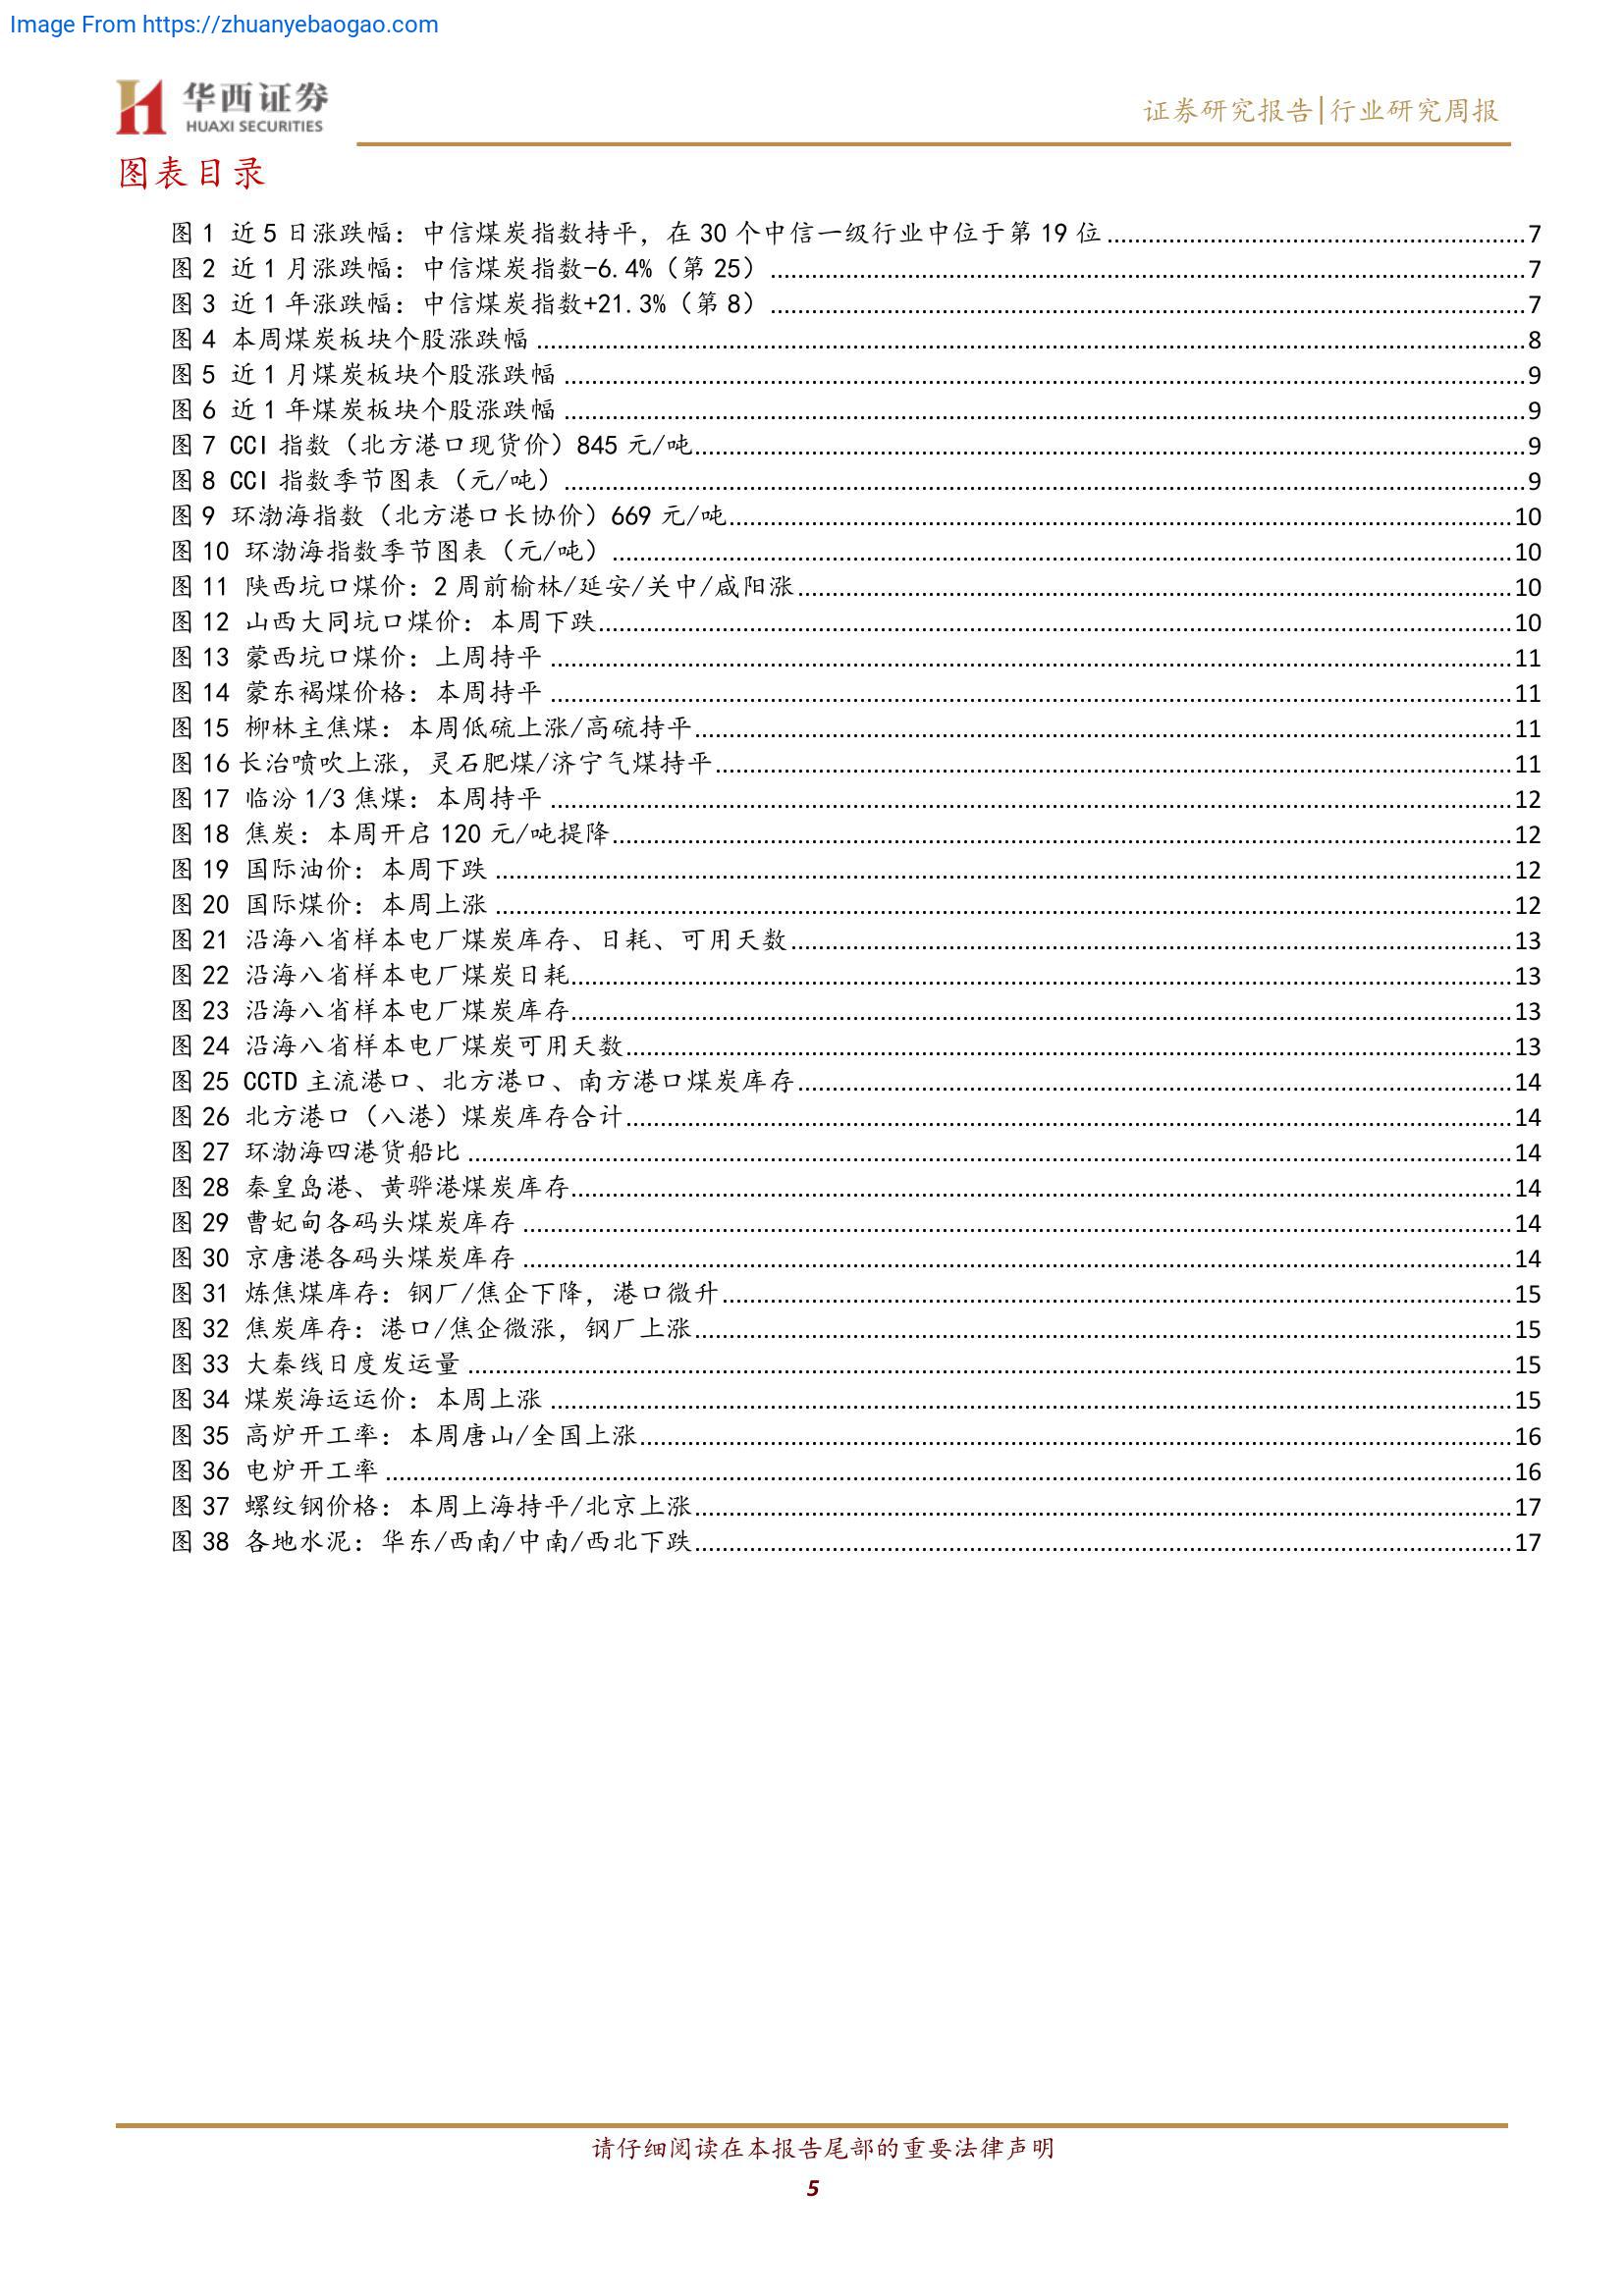 Image From https://zhuanyebaogao.com
华西证券
HUAXI SECURITIES
证券研究报告|行业研究周报
图表目录
图 1 近 5 日涨跌幅：中信煤炭指数持平，在 30 个中信一级行业中位于第 19 位 7
图 2 近 1 月涨跌幅：中信煤炭指数-6.4%（第 25） 7
图 3 近 1 年涨跌幅：中信煤炭指数+21.3%（第 8） 7
图 4 本周煤炭板块个股涨跌幅 8
图 5 近 1 月煤炭板块个股涨跌幅 9
图 6 近 1 年煤炭板块个股涨跌幅 9
图 7 CCI 指数（北方港口现货价）845 元/吨 9
图 8 CCI 指数季节图表（元/吨） 9
图 9 环渤海指数（北方港口长协价）669 元/吨 10
图 10 环渤海指数季节图表（元/吨） 10
图 11 陕西坑口煤价：2 周前榆林/延安/关中/咸阳涨 10
图 12 山西大同坑口煤价：本周下跌 10
图 13 蒙西坑口煤价：上周持平 11
图 14 蒙东褐煤价格：本周持平 11
图 15 柳林主焦煤：本周低硫上涨/高硫持平 11
图 16 长治喷吹上涨，灵石肥煤/济宁气煤持平 11
图 17 临汾 1/3 焦煤：本周持平 12
图 18 焦炭：本周开启 120 元/吨提降 12
图 19 国际油价：本周下跌 12
图 20 国际煤价：本周上涨 12
图 21 沿海八省样本电厂煤炭库存、日耗、可用天数 13
图 22 沿海八省样本电厂煤炭日耗 13
图 23 沿海八省样本电厂煤炭库存 13
图 24 沿海八省样本电厂煤炭可用天数 13
图 25 CCTD 主流港口、北方港口、南方港口煤炭库存 14
图 26 北方港口（八港）煤炭库存合计 14
图 27 环渤海四港货船比 14
图 28 秦皇岛港、黄骅港煤炭库存 14
图 29 曹妃甸各码头煤炭库存 14
图 30 京唐港各码头煤炭库存 14
图 31 炼焦煤库存：钢厂/焦企下降，港口微升 15
图 32 焦炭库存：港口/焦企微涨，钢厂上涨 15
图 33 大秦线日度发运量 15
图 34 煤炭海运运价：本周上涨 15
图 35 高炉开工率：本周唐山/全国上涨 16
图 36 电炉开工率 16
图 37 螺纹钢价格：本周上海持平/北京上涨 17
图 38 各地水泥：华东/西南/中南/西北下跌 17
请仔细阅读在本报告尾部的重要法律声明
5